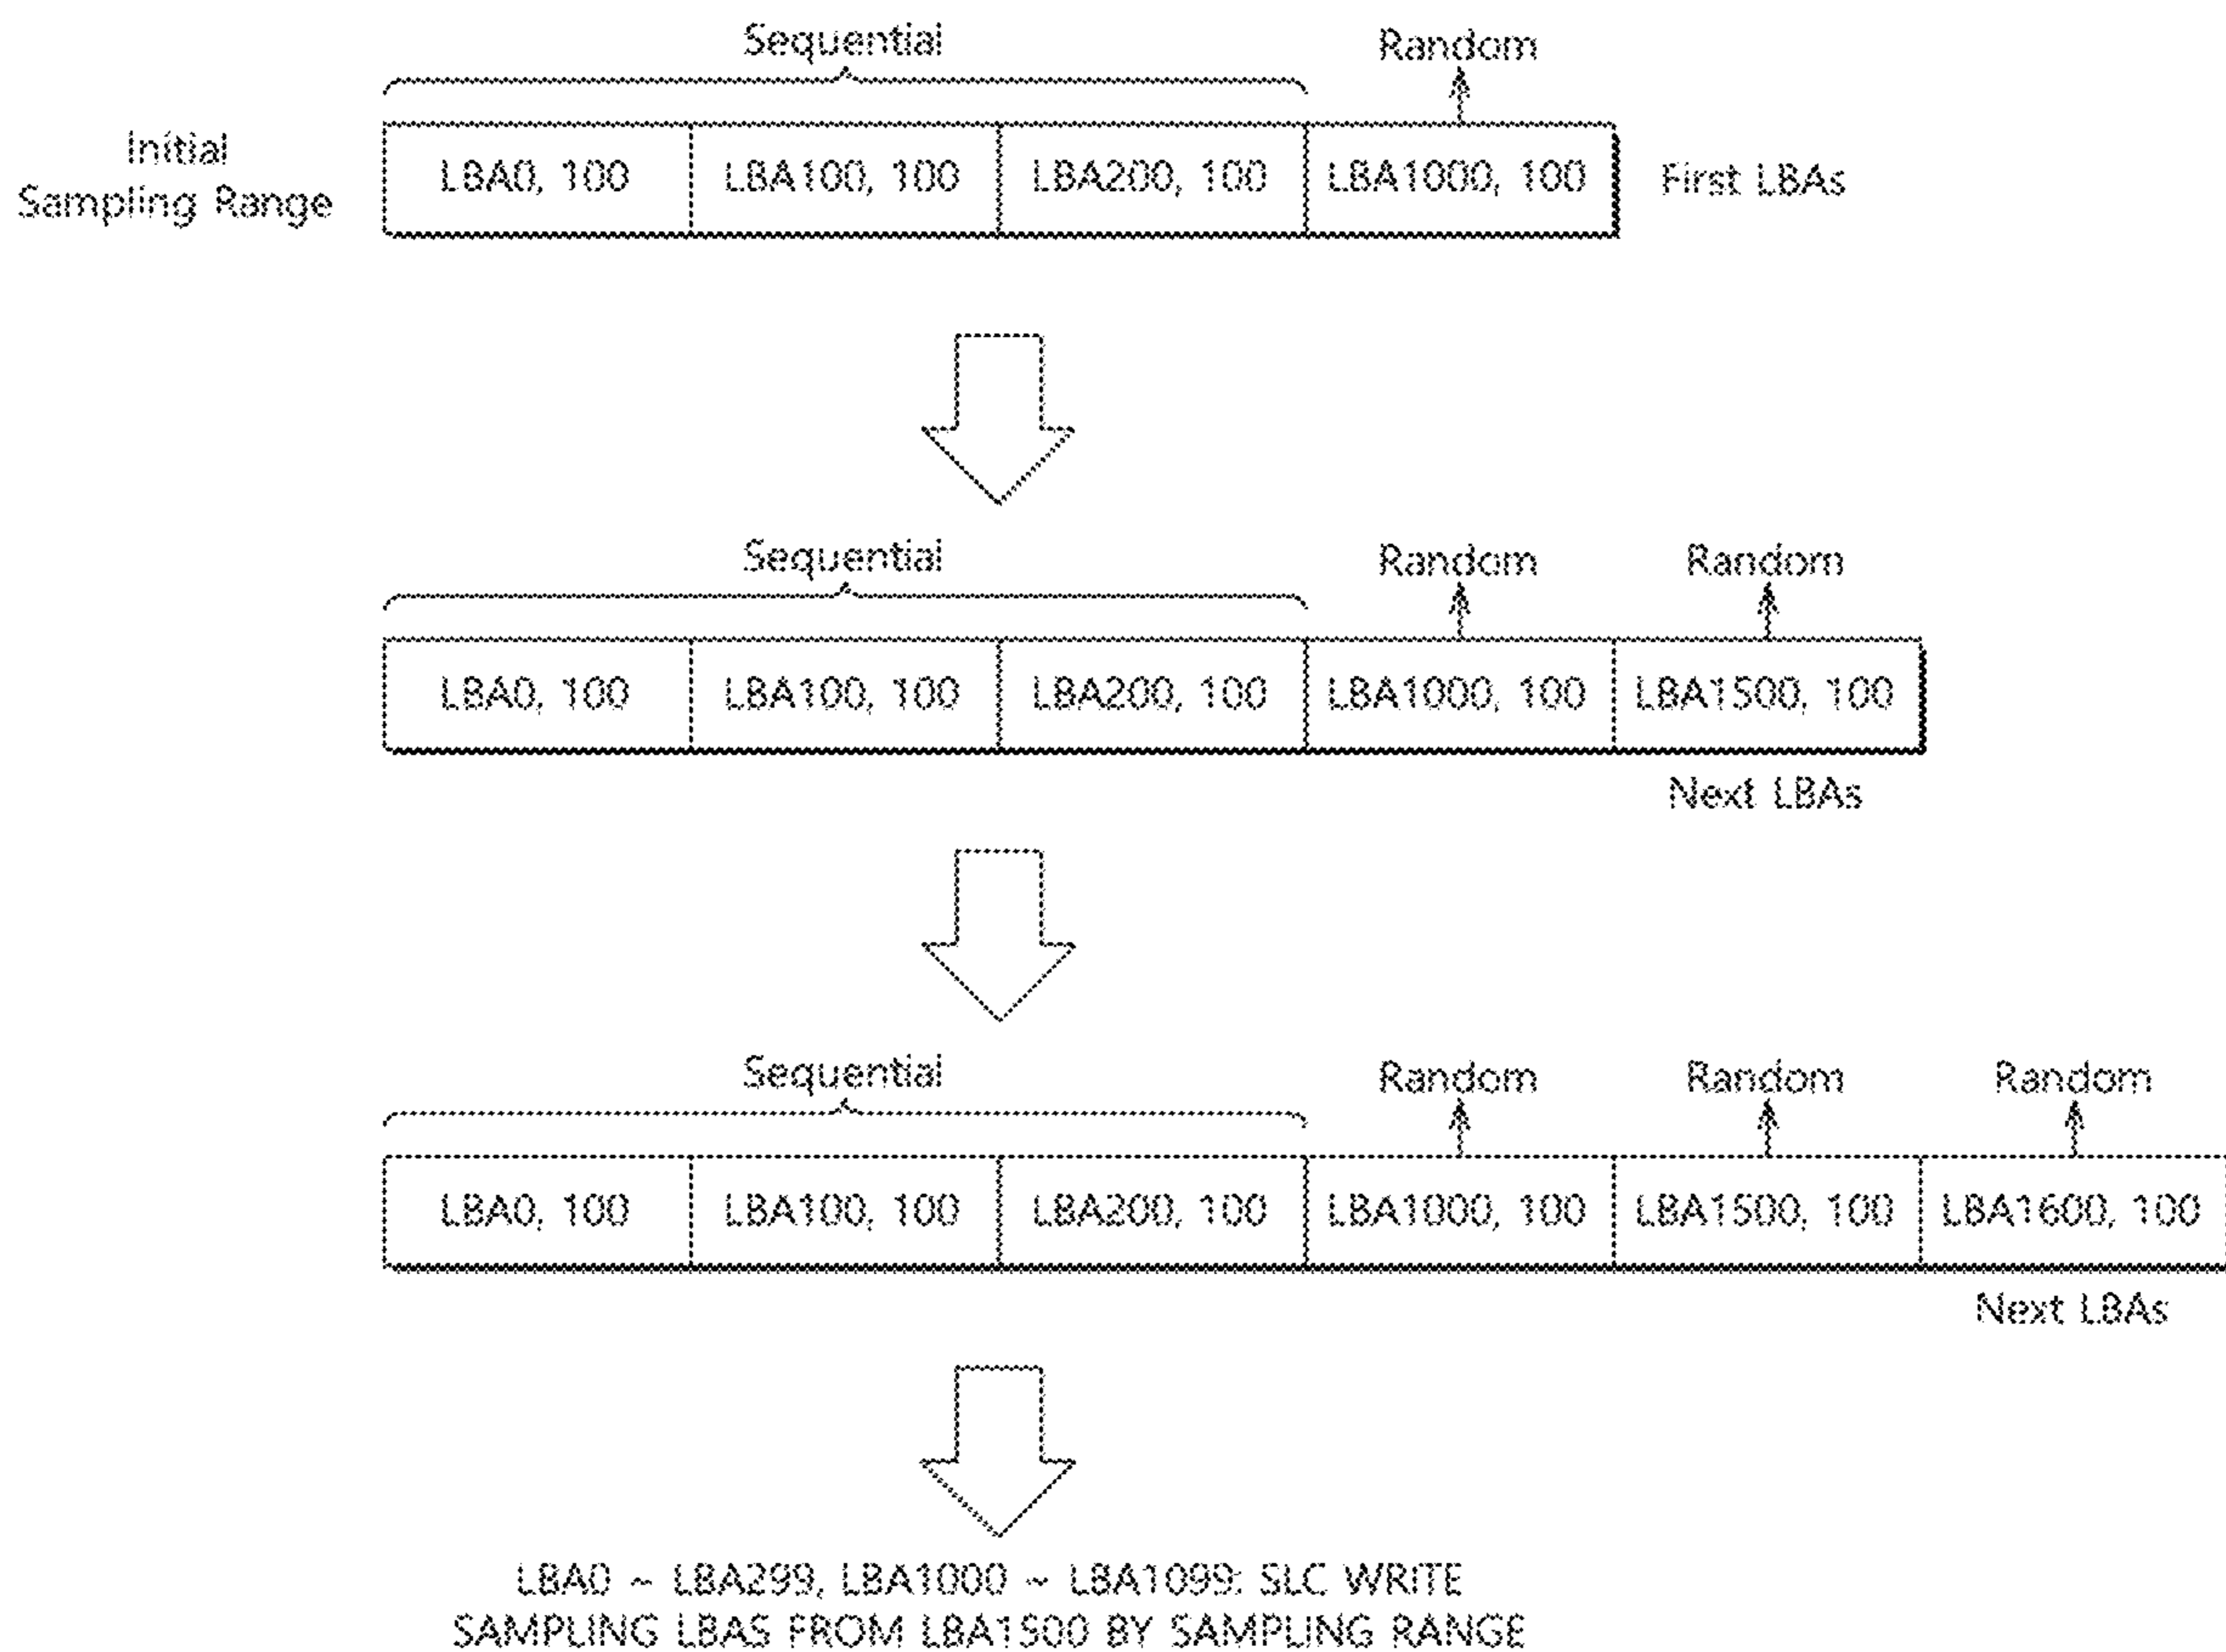 Sequential Random
Initial
Sampling Range
LBA0, 100 LBA100, 100 LBA200, 100 LBA1000, 100 First LBAs
Sequential Random Random
LBA0, 100 LBA100, 100 LBA200, 100 LBA1000, 100 LBA1500, 100
Next LBAs
Sequential Random Random Random
LBA0, 100 LBA100, 100 LBA200, 100 LBA1000, 100 LBA1500, 100 LBA1600, 100
Next LBAs
LBA0 ~ LBA299, LBA1000 ~ LBA1099: SLC WRITE
SAMPLING LBAS FROM LBA1500 BY SAMPLING RANGE